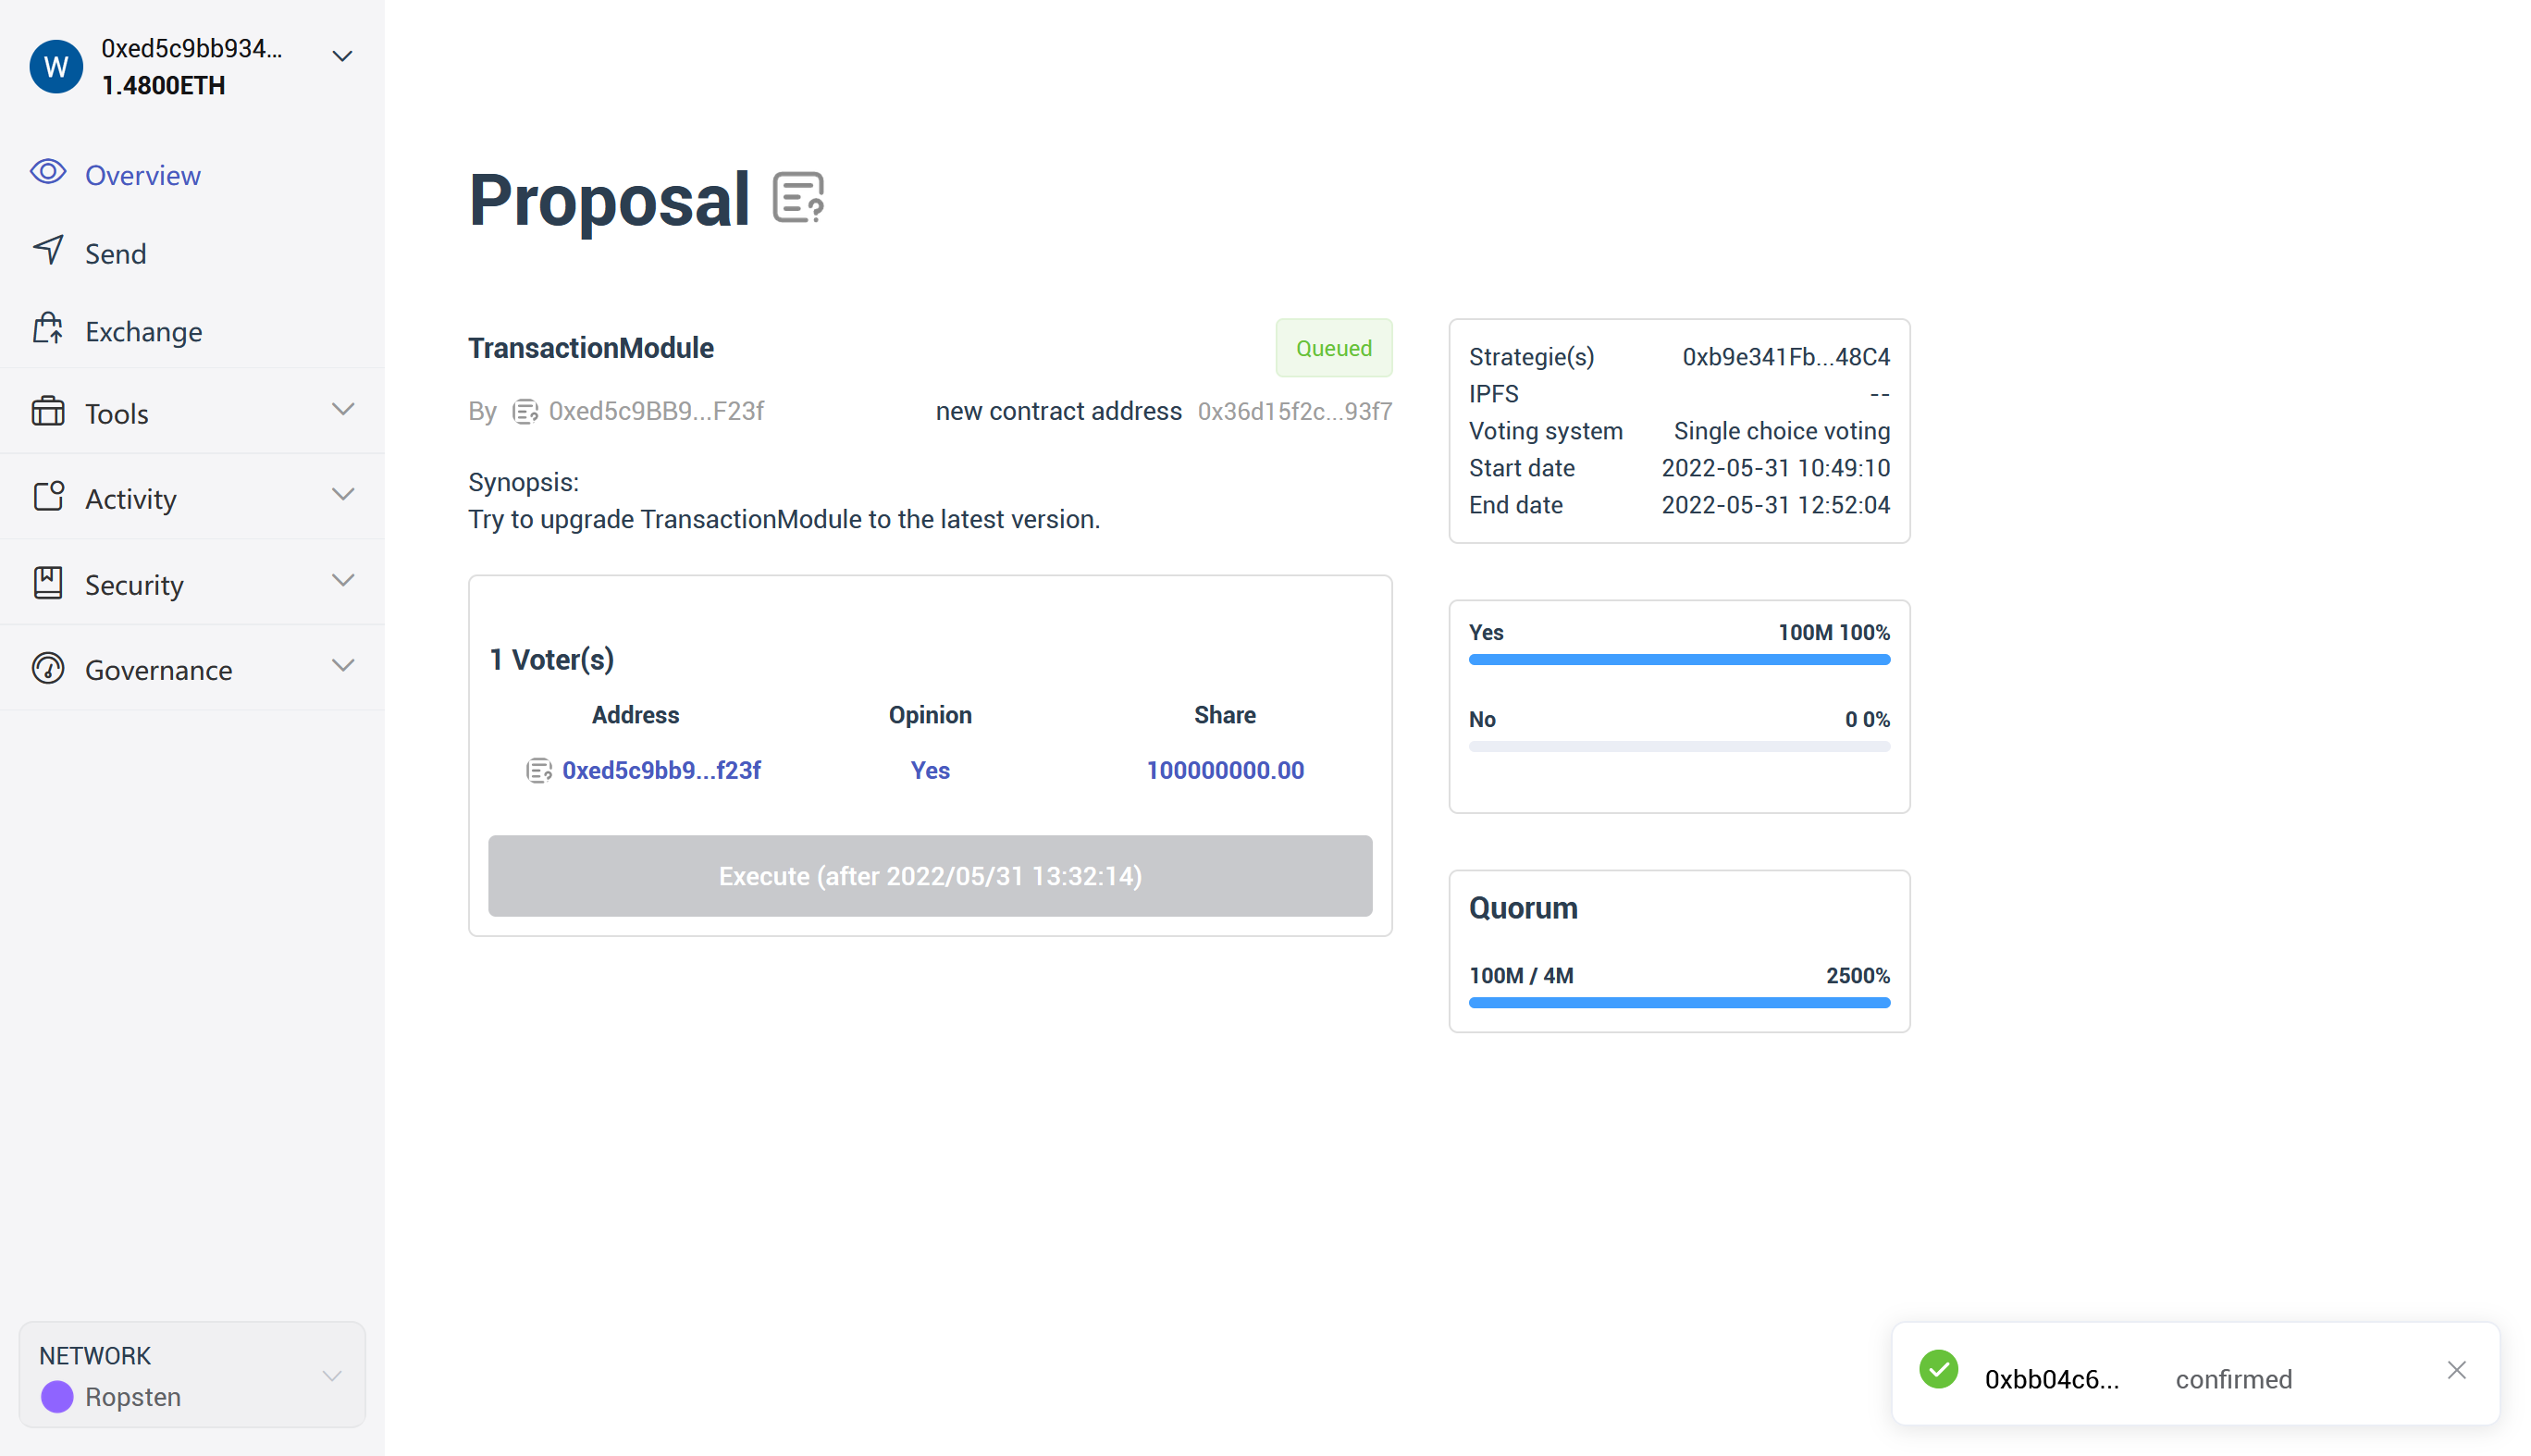 W
0xed5c9bb934...
1.4800ETH
Overview
Send
Exchange
Tools
Activity
Security
Governance
NETWORK
Ropsten
Proposal
TransactionModule
Queued
By 0xed5c9BB9...F23f
new contract address 0x36d15f2c...93f7
Synopsis:
Try to upgrade TransactionModule to the latest version.
1 Voter(s)
Address Opinion Share
0xed5c9bb9...f23f Yes 100000000.00
Execute (after 2022/05/31 13:32:14)
Strategie(s) 0xb9e341Fb...48C4
IPFS --
Voting system Single choice voting
Start date 2022-05-31 10:49:10
End date 2022-05-31 12:52:04
Yes 100M 100%
No 0 0%
Quorum
100M / 4M 2500%
0xbb04c6... confirmed